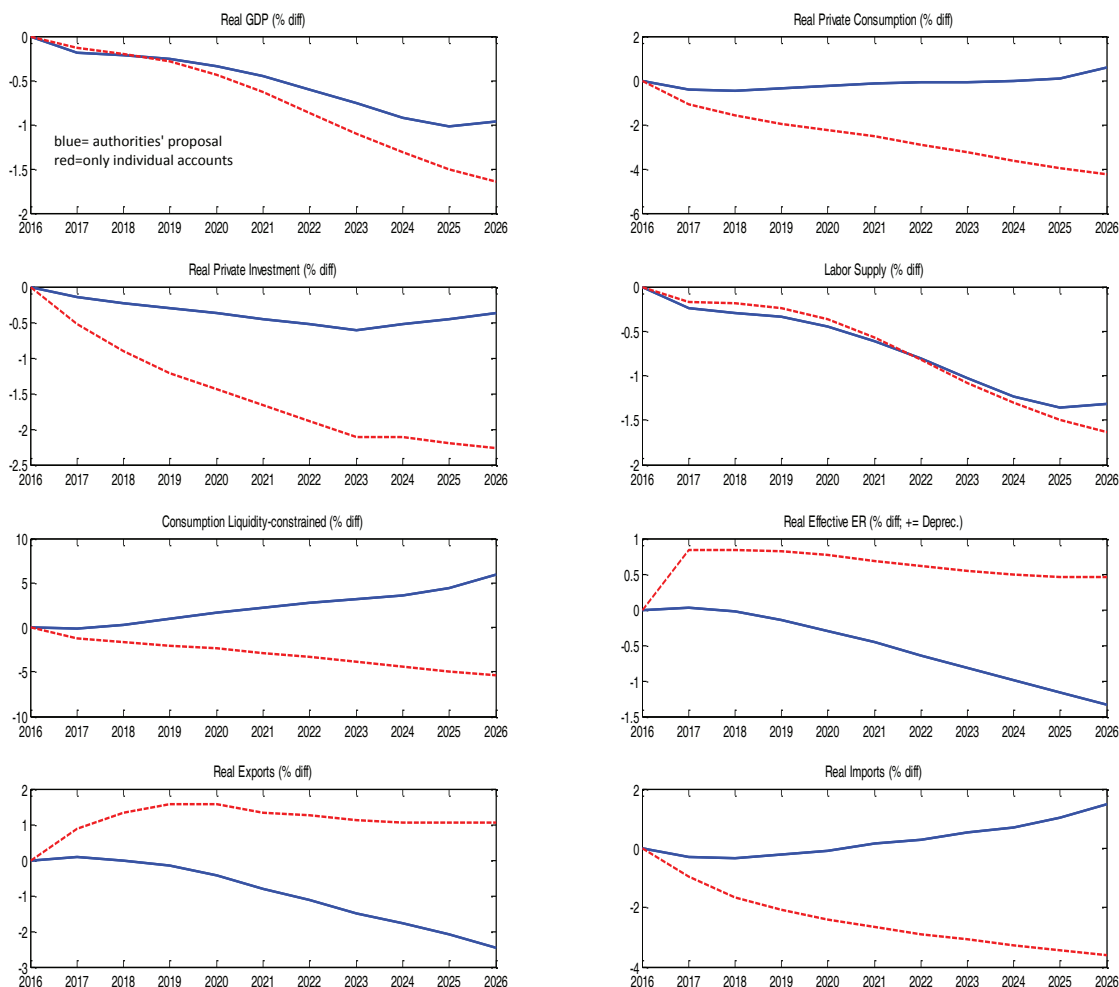 Real GDP (% diff)
0
-0.5
-1
-1.5
-2
blue= authorities' proposal
red=only individual accounts
2016 2017 2018 2019 2020 2021 2022 2023 2024 2025 2026
Real Private Consumption (% diff)
2
0
-2
-4
-6
2016 2017 2018 2019 2020 2021 2022 2023 2024 2025 2026
Real Private Investment (% diff)
0
-0.5
-1
-1.5
-2
-2.5
2016 2017 2018 2019 2020 2021 2022 2023 2024 2025 2026
Labor Supply (% diff)
0
-0.5
-1
-1.5
-2
2016 2017 2018 2019 2020 2021 2022 2023 2024 2025 2026
Consumption Liquidity-constrained (% diff)
10
5
0
-5
-10
2016 2017 2018 2019 2020 2021 2022 2023 2024 2025 2026
Real Effective ER (% diff; += Deprec.)
1
0.5
0
-0.5
-1
-1.5
2016 2017 2018 2019 2020 2021 2022 2023 2024 2025 2026
Real Exports (% diff)
2
1
0
-1
-2
-3
2016 2017 2018 2019 2020 2021 2022 2023 2024 2025 2026
Real Imports (% diff)
2
0
-2
-4
2016 2017 2018 2019 2020 2021 2022 2023 2024 2025 2026